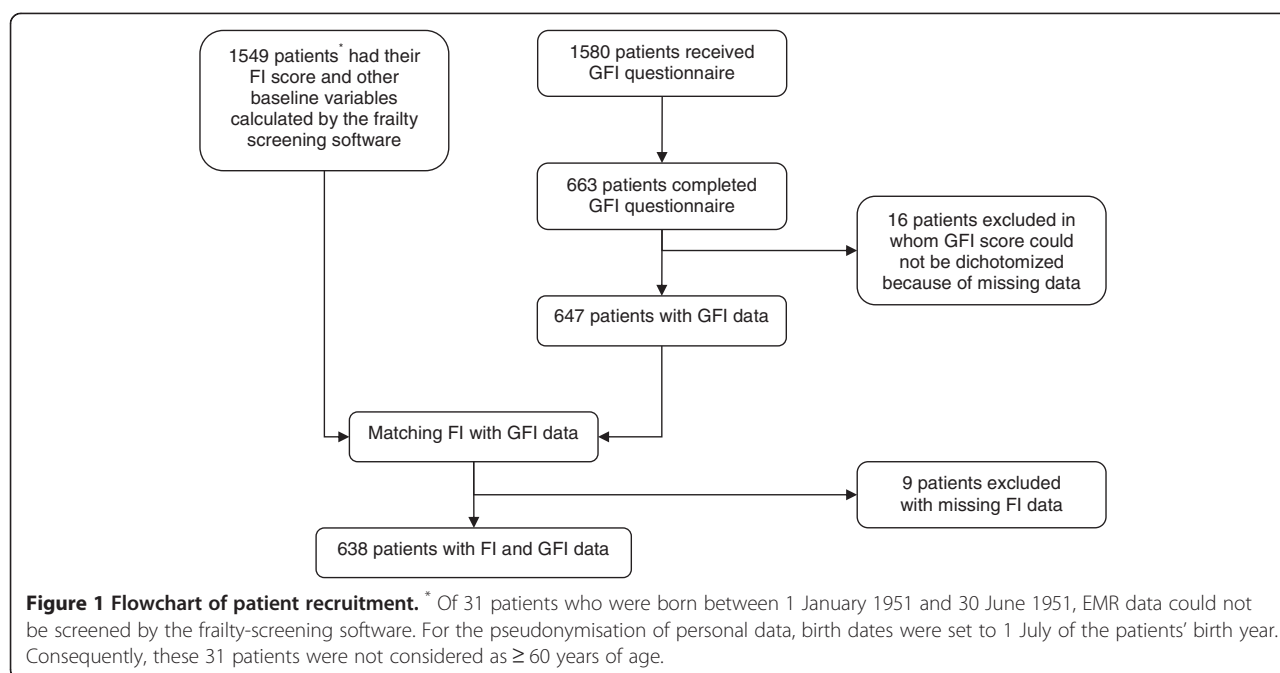 1549 patients* had their
FI score and other
baseline variables
calculated by the frailty
screening software
1580 patients received
GFI questionnaire
663 patients completed
GFI questionnaire
16 patients excluded in
whom GFI score could
not be dichotomized
because of missing data
647 patients with GFI data
Matching FI with GFI data
9 patients excluded
with missing FI data
638 patients with FI and GFI data
Figure 1 Flowchart of patient recruitment. * Of 31 patients who were born between 1 January 1951 and 30 June 1951, EMR data could not
be screened by the frailty-screening software. For the pseudonymisation of personal data, birth dates were set to 1 July of the patients' birth year.
Consequently, these 31 patients were not considered as ≥ 60 years of age.